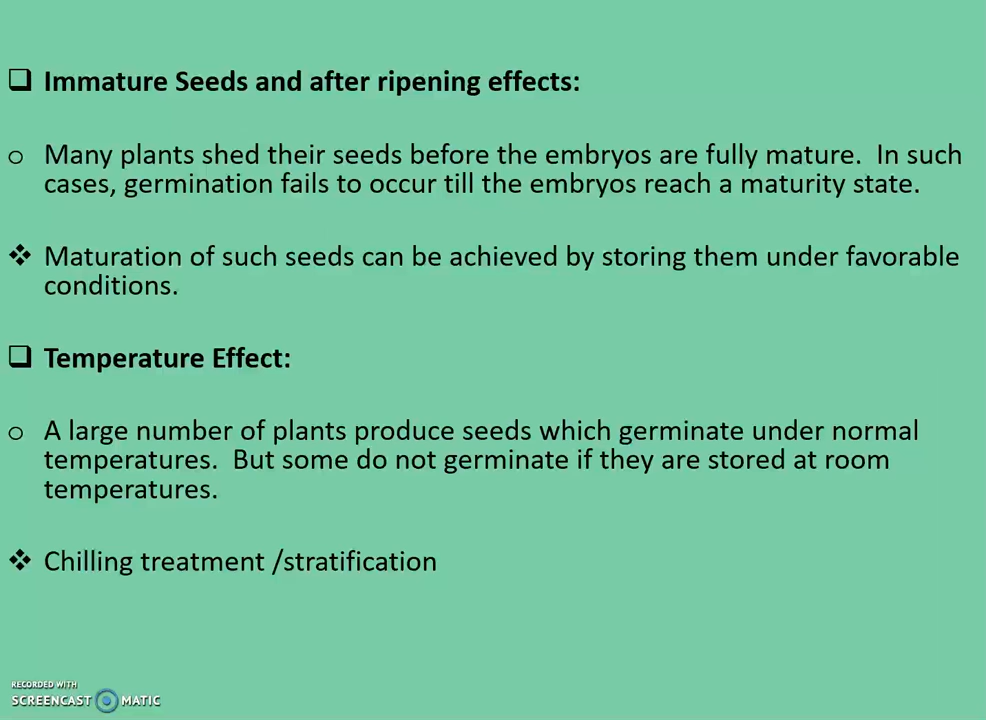 ❑ Immature Seeds and after ripening effects:
o Many plants shed their seeds before the embryos are fully mature.  In such
cases, germination fails to occur till the embryos reach a maturity state.
❖ Maturation of such seeds can be achieved by storing them under favorable
conditions.
❑ Temperature Effect:
o A large number of plants produce seeds which germinate under normal
temperatures.  But some do not germinate if they are stored at room
temperatures.
❖ Chilling treatment /stratification
RECORDED WITH
SCREENCAST MATIC